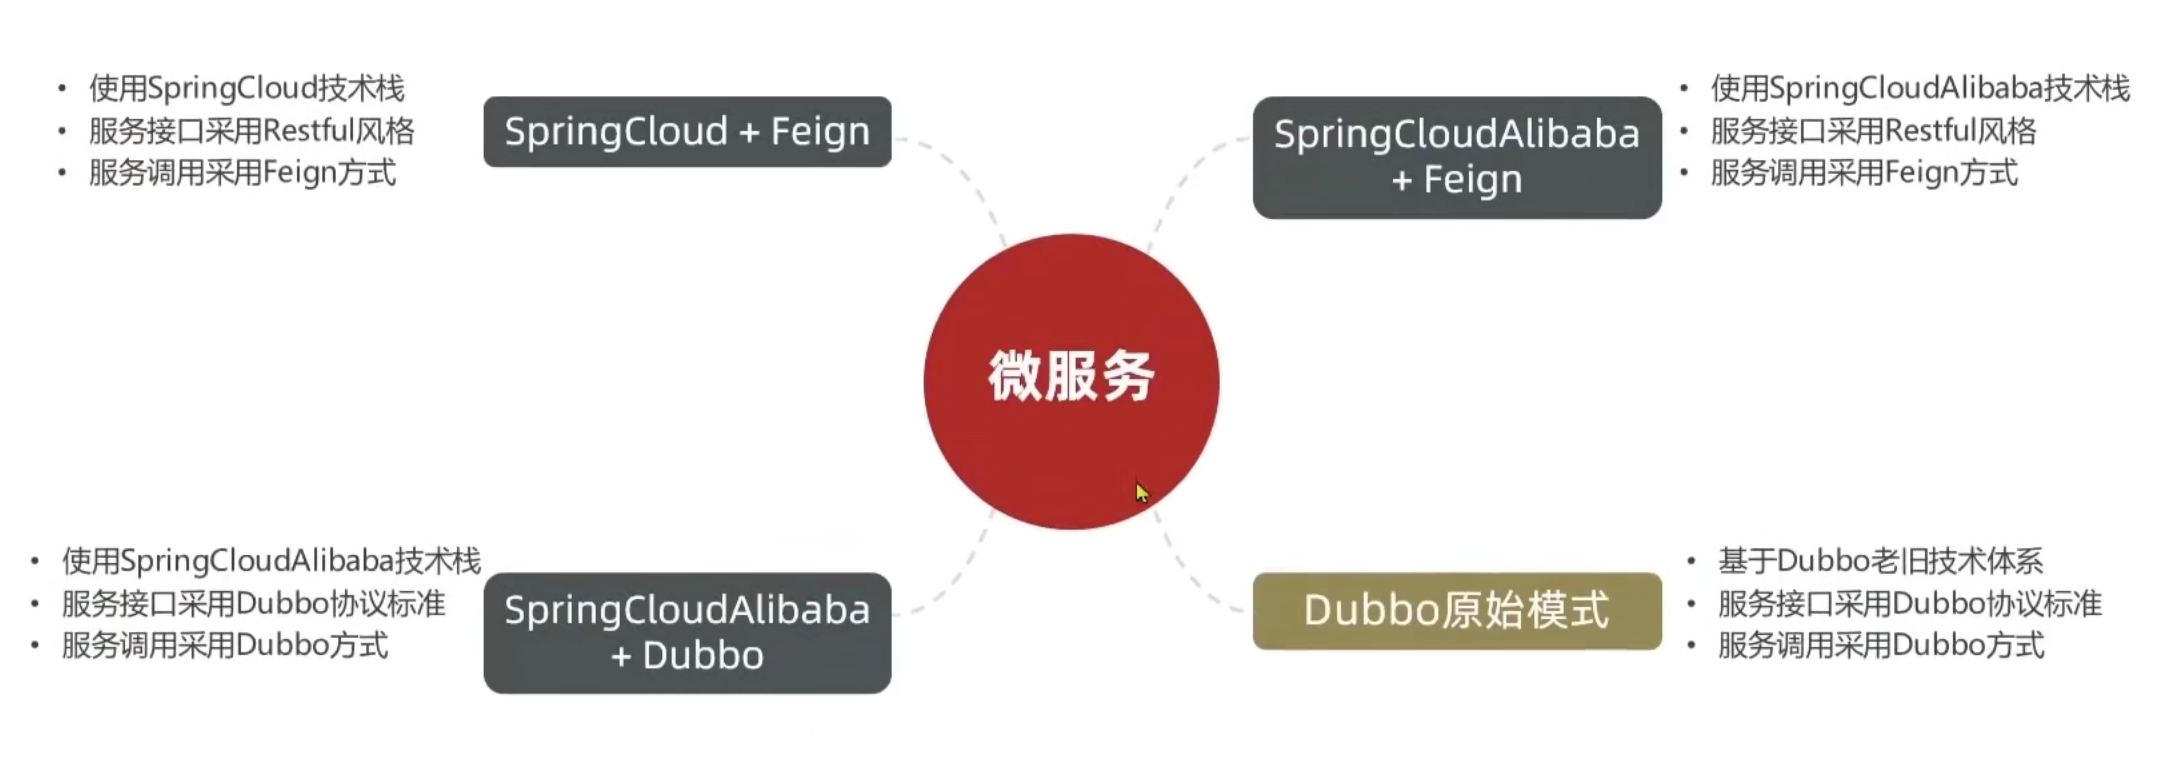 使用SpringCloud技术栈
服务接口采用Restful风格
服务调用采用Feign方式
SpringCloud + Feign
SpringCloudAlibaba
+ Feign
使用SpringCloudAlibaba技术栈
服务接口采用Restful风格
服务调用采用Feign方式
微服务
使用SpringCloudAlibaba技术栈
服务接口采用Dubbo协议标准
服务调用采用Dubbo方式
SpringCloudAlibaba
+ Dubbo
Dubbo原始模式
基于Dubbo老旧技术体系
服务接口采用Dubbo协议标准
服务调用采用Dubbo方式